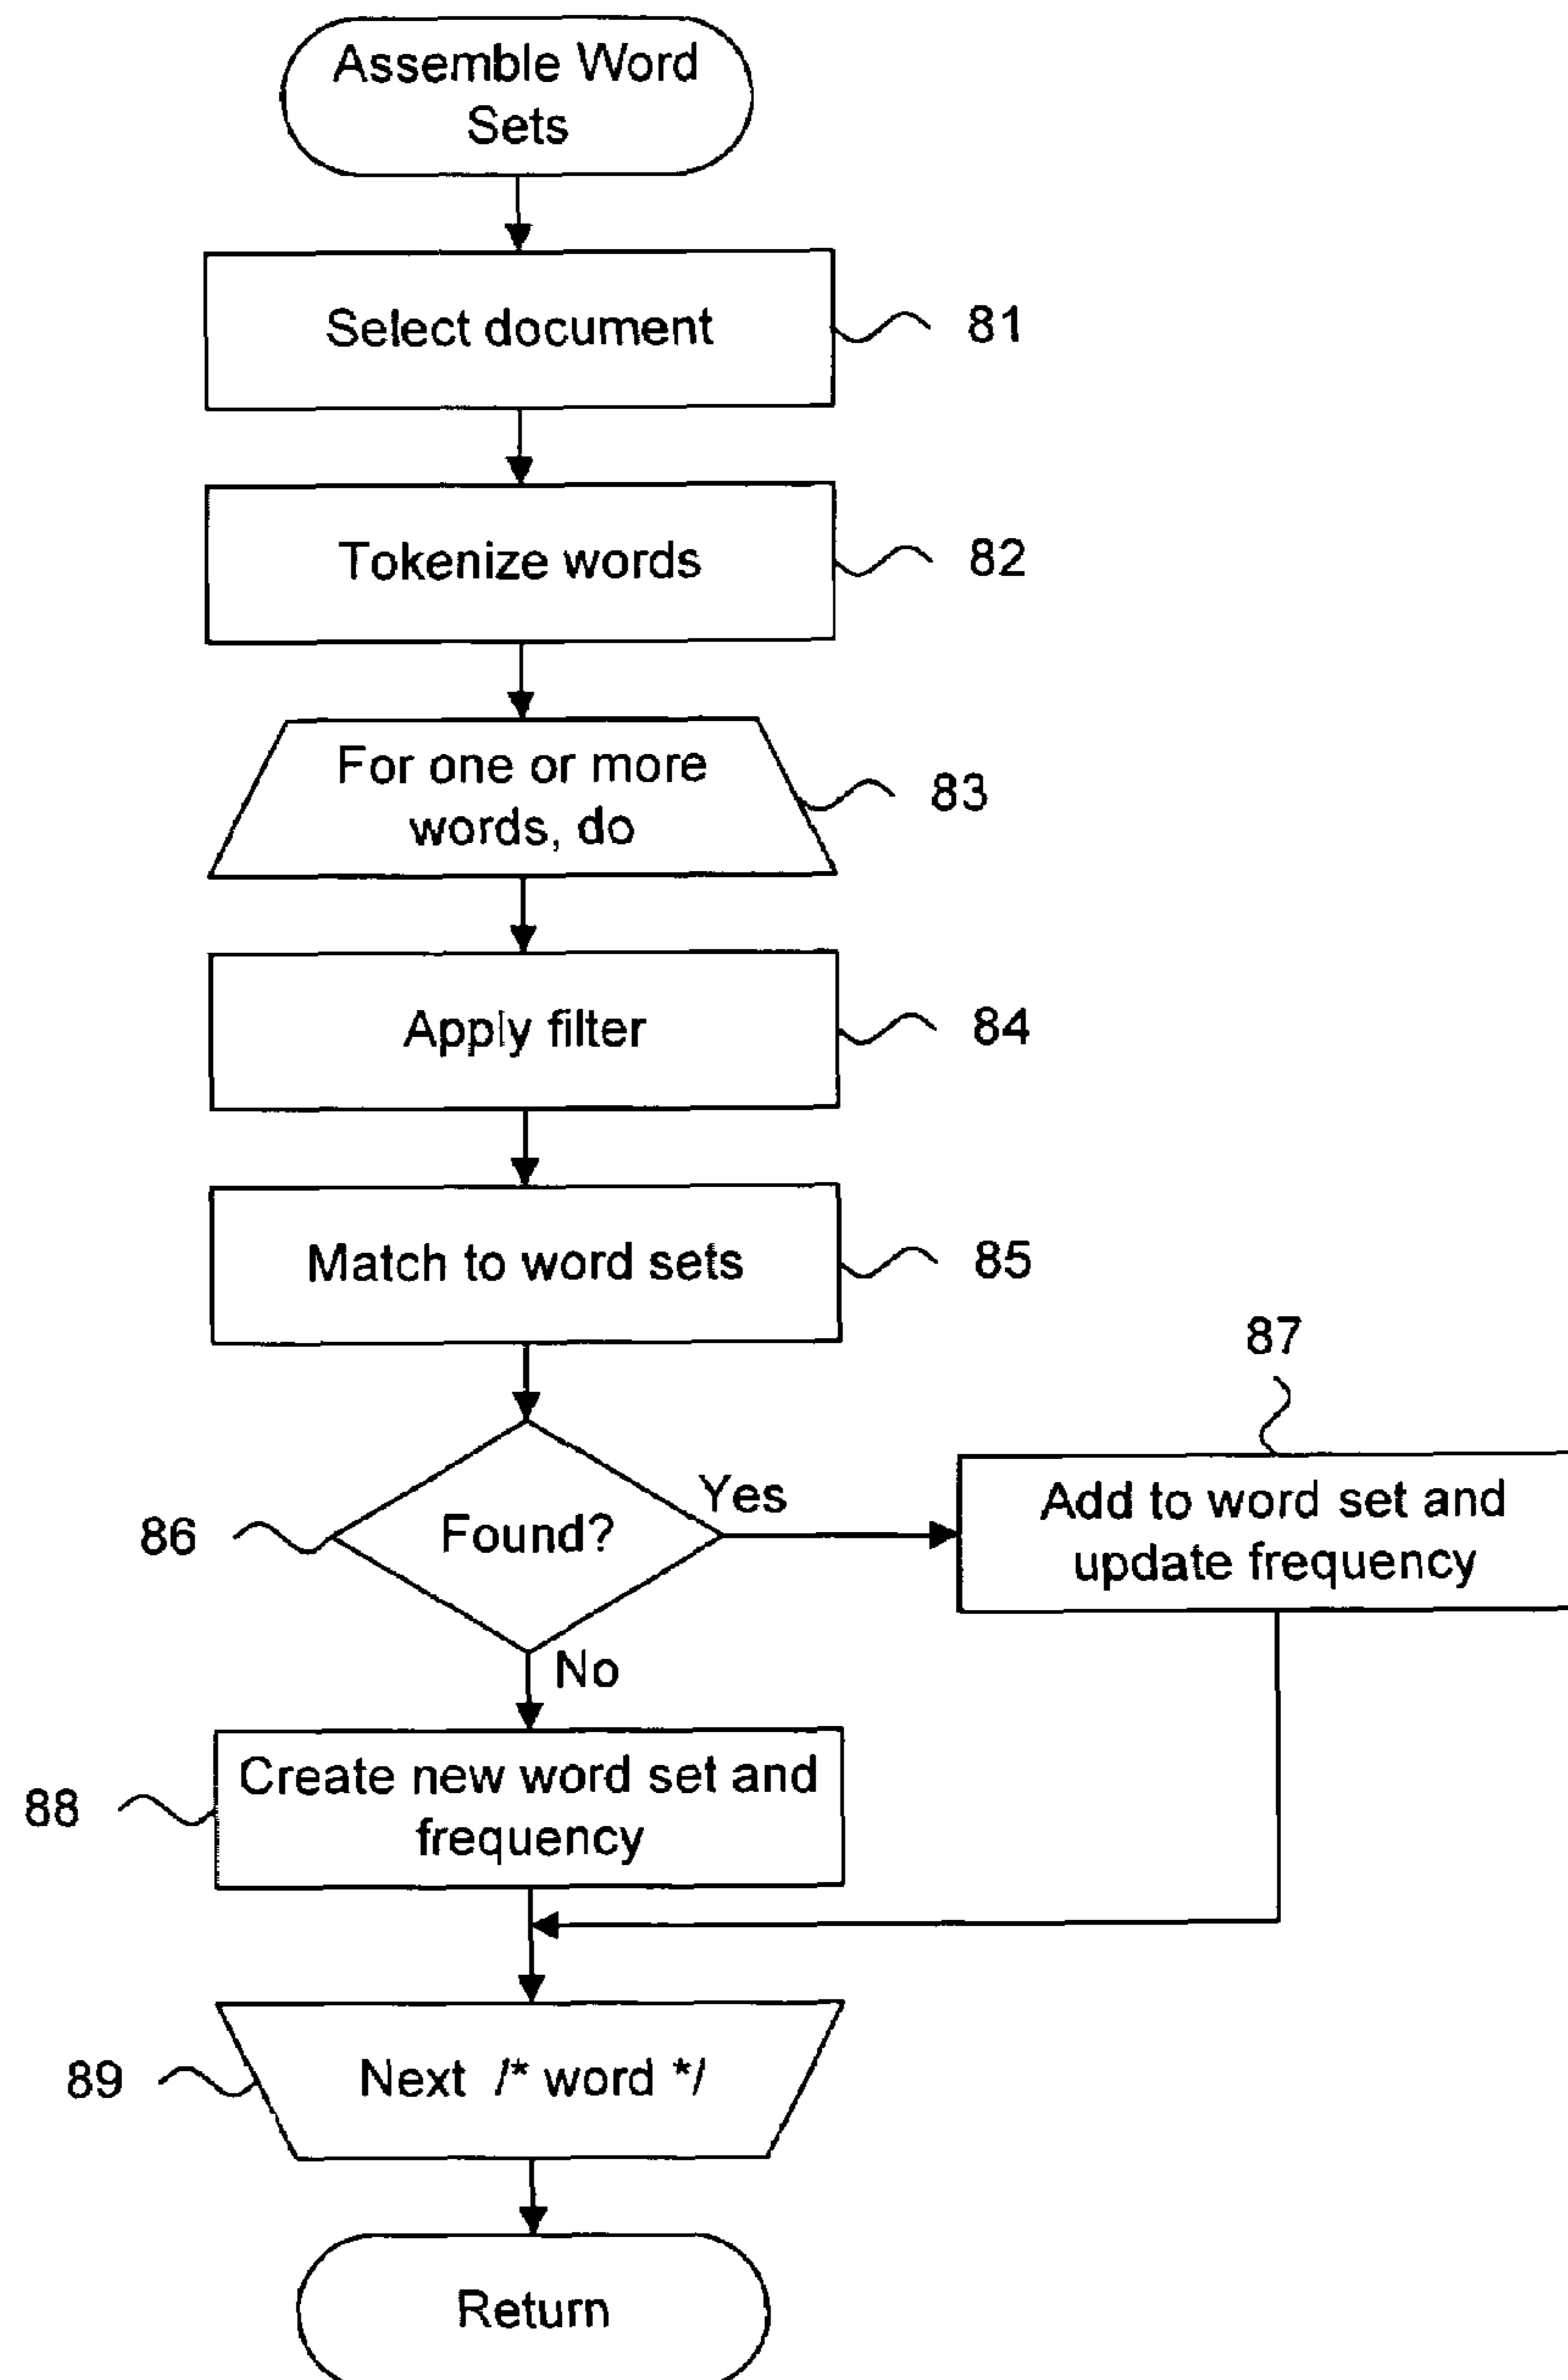 Assemble Word
Sets
Select document
81
Tokenize words
82
For one or more
words, do
83
Apply filter
84
Match to word sets
85
87
86
Found?
Yes
Add to word set and
update frequency
No
88
Create new word set and
frequency
89
Next /* word */
Return